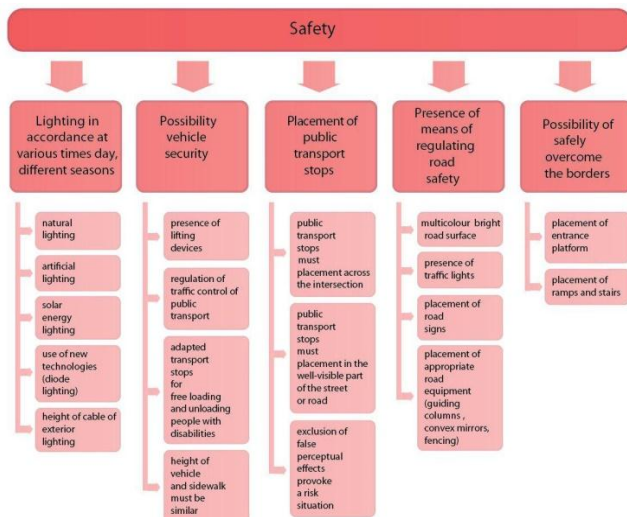 Safety
Lighting in
accordance at
various times day,
different seasons
natural
lighting
artificial
lighting
solar
energy
lighting
use of new
technologies
(diode
lighting)
height of cable of
exterior
lighting
Possibility
vehicle
security
presence of
lifting
devices
regulation of
traffic control of
public
transport
adapted
transport
stops
for
free loading
and unloading
people with
disabilities
height of
vehicle
and sidewalk
must be
similar
Placement of
public
transport
stops
public
transport
stops
must
placement across
the intersection
public
transport
stops
must
placement in the
well-visible part
of the street
or road
exclusion of
false
perceptual
effects
provoke
a risk
situation
Presence of
means of
regulating
road
safety
multicolour bright
road surface
presence of
traffic lights
placement of
road
signs
placement of
appropriate
road
equipment
(guiding
columns ,
convex mirrors,
fencing)
Possibility of
safely
overcome
the borders
placement of
entrance
platform
placement of
ramps and stairs